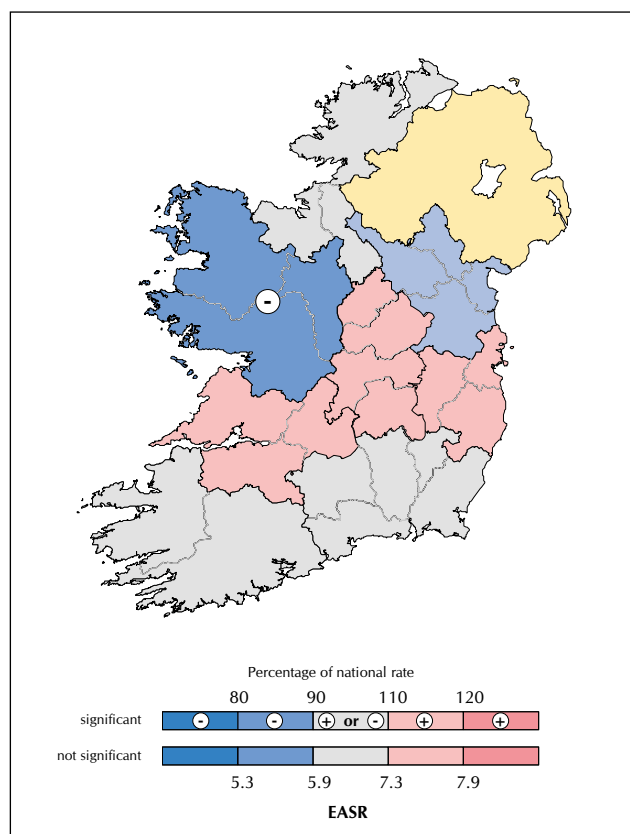 -
Percentage of national rate
80 90 110 120
significant - - + or - + +
not significant
5.3 5.9 7.3 7.9
EASR